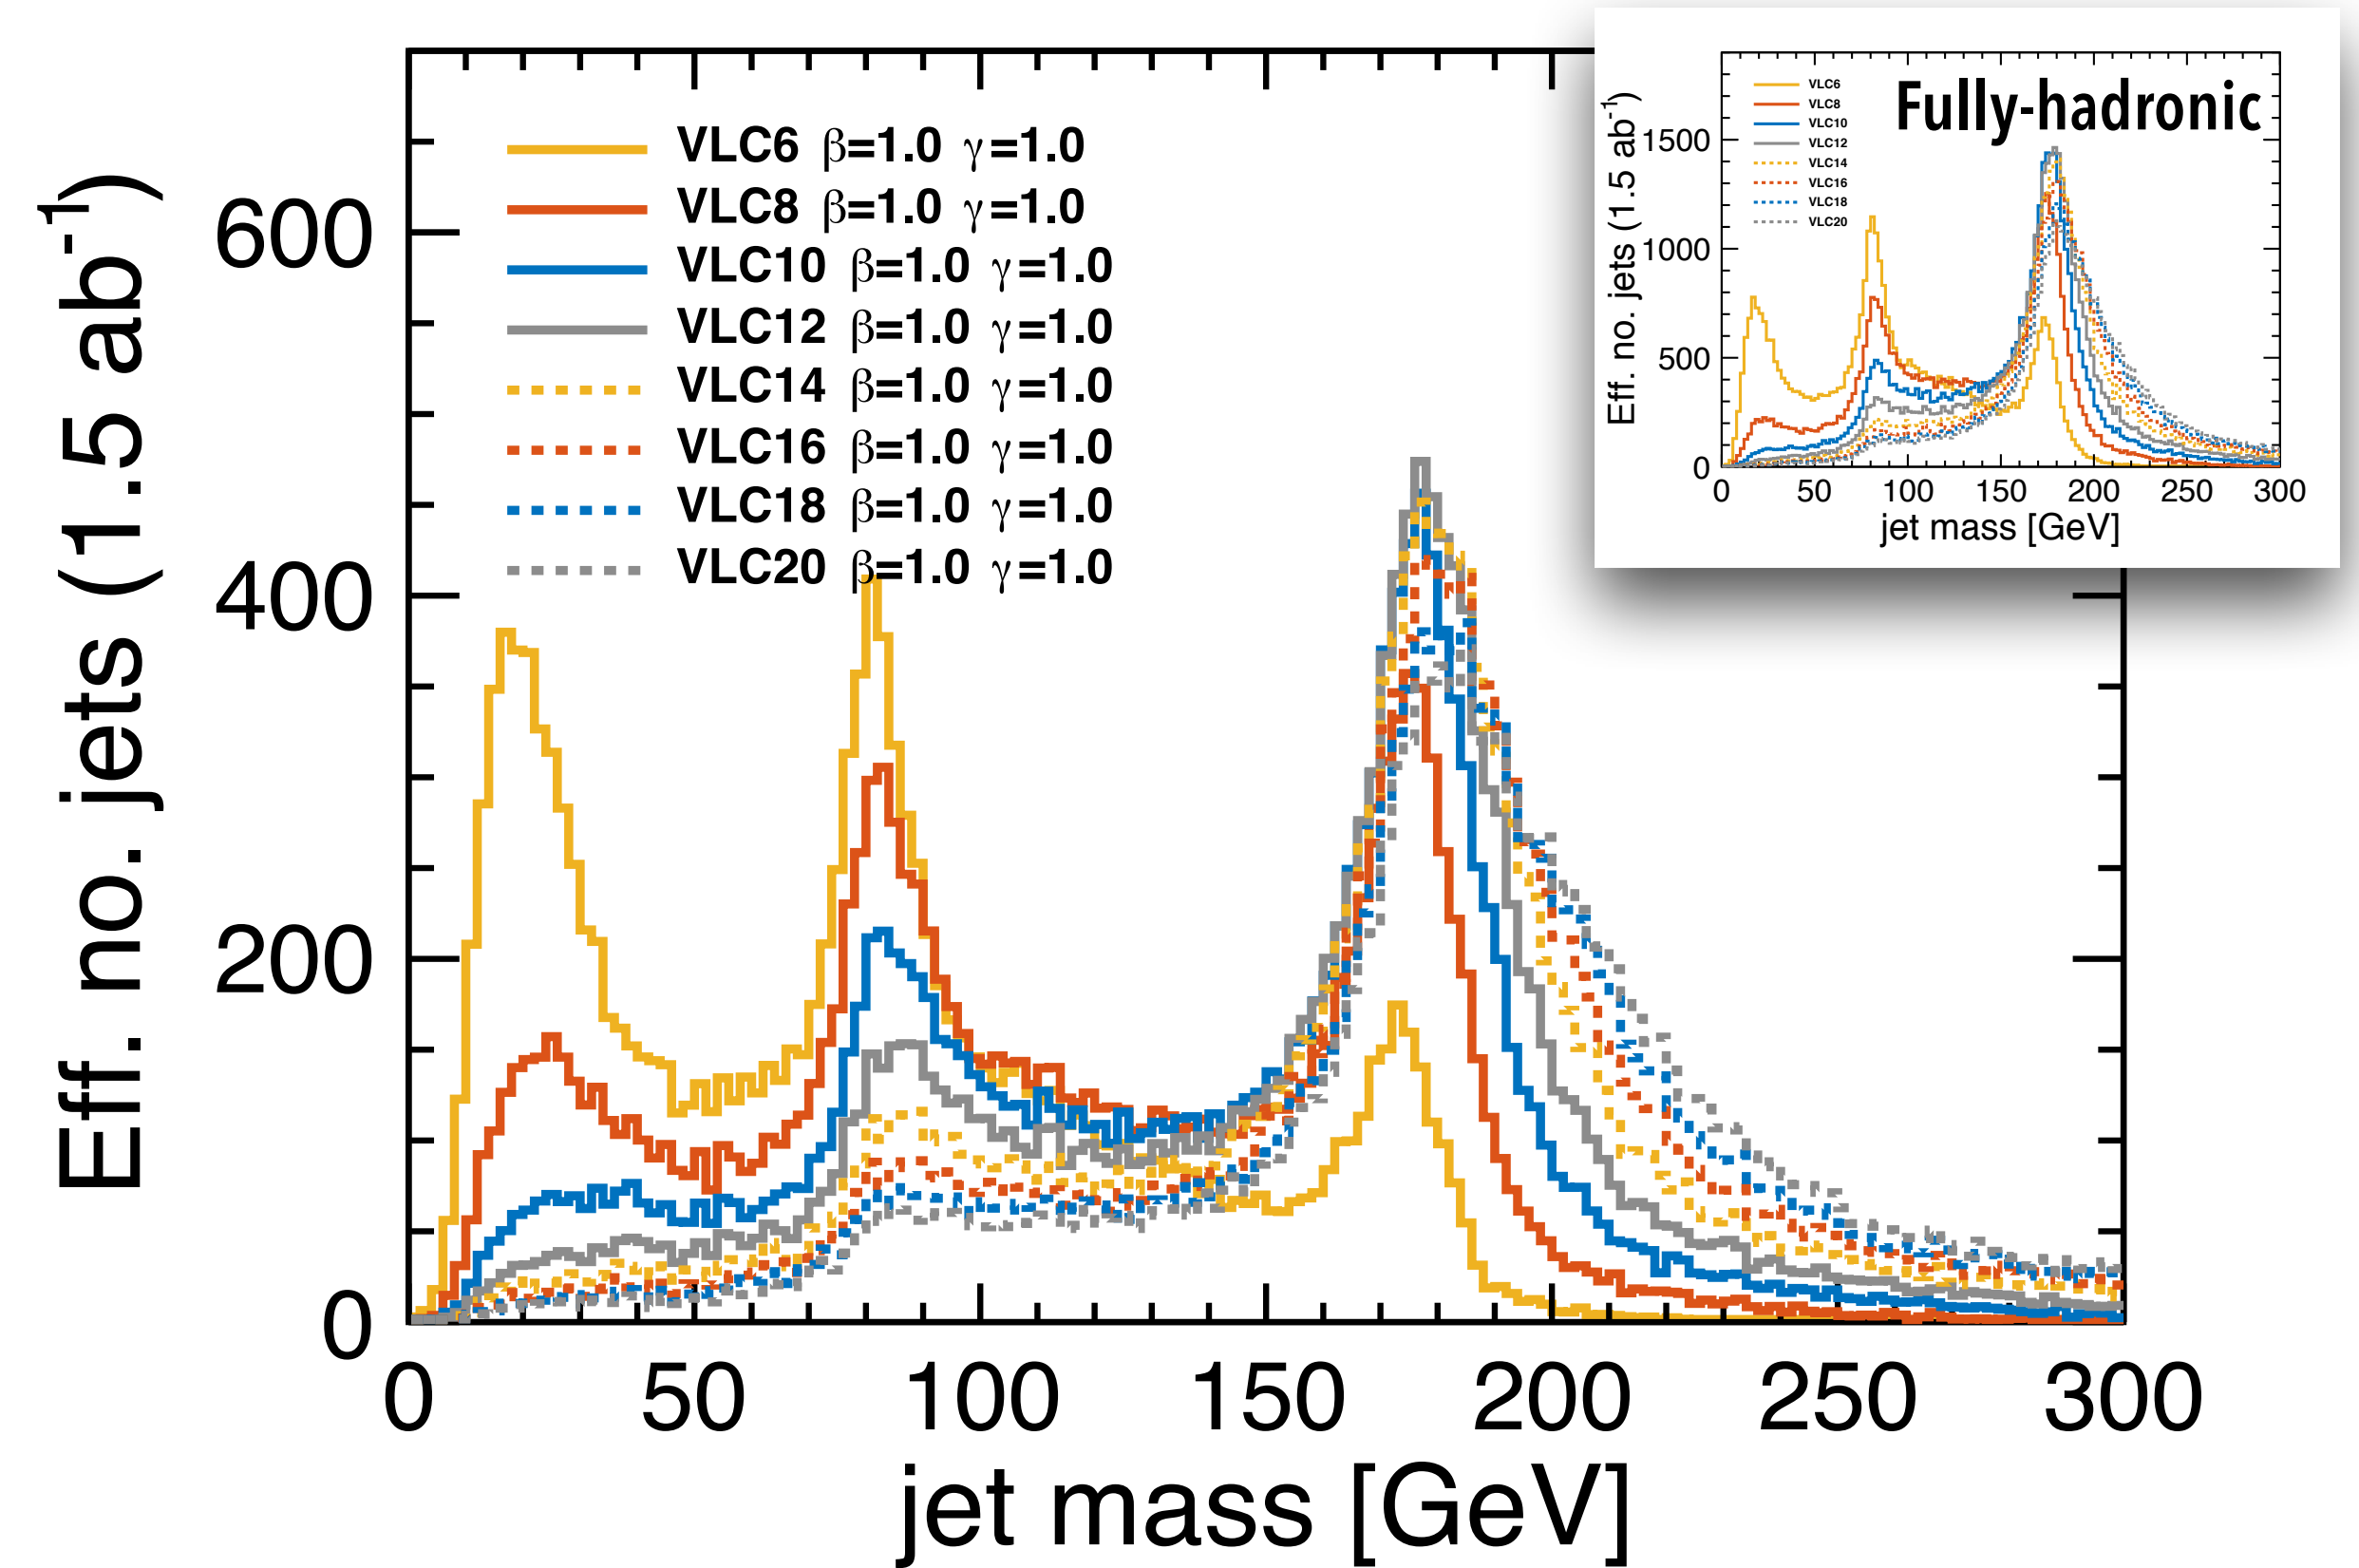 VLC6 β=1.0 γ=1.0
VLC8 β=1.0 γ=1.0
VLC10 β=1.0 γ=1.0
VLC12 β=1.0 γ=1.0
VLC14 β=1.0 γ=1.0
VLC16 β=1.0 γ=1.0
VLC18 β=1.0 γ=1.0
VLC20 β=1.0 γ=1.0
Eff. no. jets (1.5 ab⁻¹)
600
400
200
0
0 50 100 150 200 250 300
jet mass [GeV]
Fully-hadronic
VLC6
VLC8
VLC10
VLC12
VLC14
VLC16
VLC18
VLC20
Eff. no. jets (1.5 ab⁻¹)
1500
1000
500
0
0 50 100 150 200 250 300
jet mass [GeV]